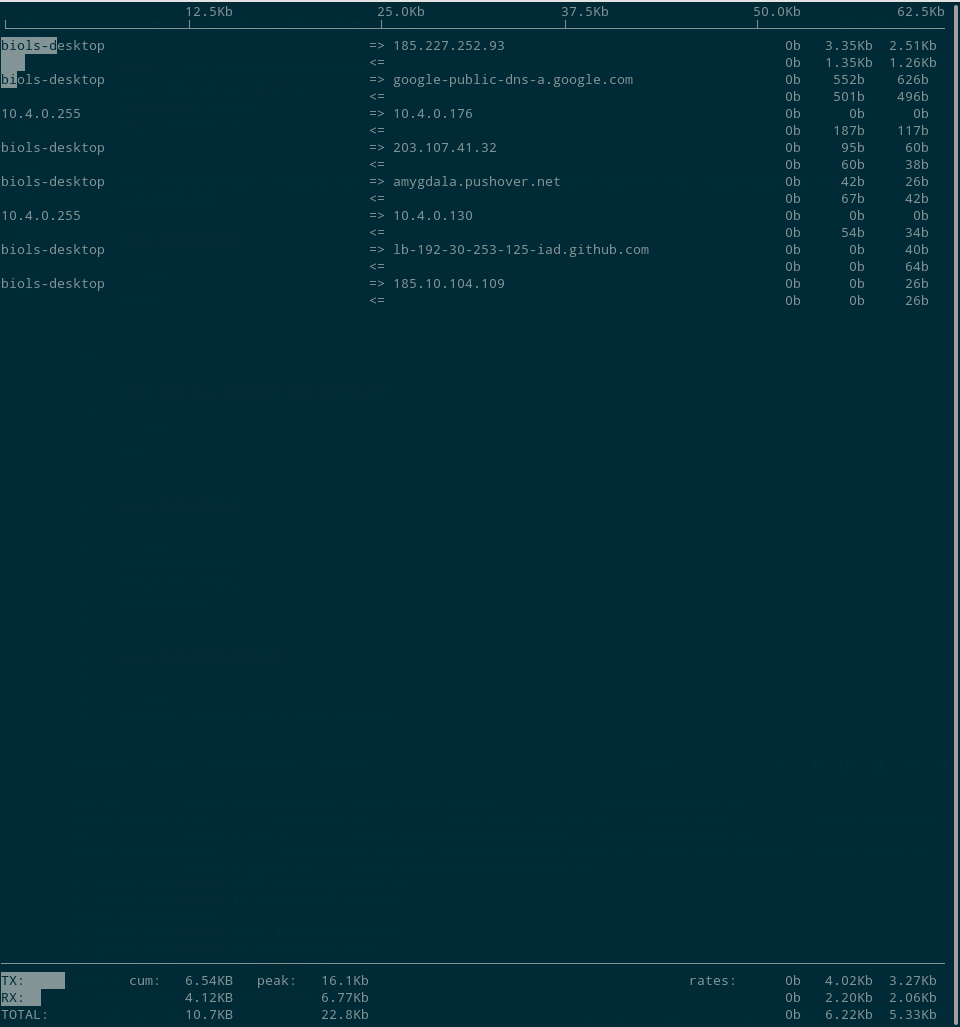 12.5Kb 25.0Kb 37.5Kb 50.0Kb 62.5Kb
biols-desktop => 185.227.252.93 0b 3.35Kb 2.51Kb
<= 0b 1.35Kb 1.26Kb
biols-desktop => google-public-dns-a.google.com 0b 552b 626b
<= 0b 501b 496b
10.4.0.255 => 10.4.0.176 0b 0b 0b
<= 0b 187b 117b
biols-desktop => 203.107.41.32 0b 95b 60b
<= 0b 60b 38b
biols-desktop => amygdala.pushover.net 0b 42b 26b
<= 0b 67b 42b
10.4.0.255 => 10.4.0.130 0b 0b 0b
<= 0b 54b 34b
biols-desktop => lb-192-30-253-125-iad.github.com 0b 0b 40b
<= 0b 0b 64b
biols-desktop => 185.10.104.109 0b 0b 26b
<= 0b 0b 26b
TX: cum: 6.54KB peak: 16.1Kb rates: 0b 4.02Kb 3.27Kb
RX: 4.12KB 6.77Kb 0b 2.20Kb 2.06Kb
TOTAL: 10.7KB 22.8Kb 0b 6.22Kb 5.33Kb